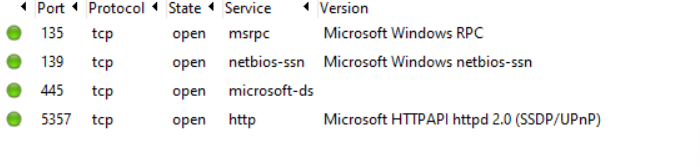 Port Protocol State Service Version
135 tcp open msrpc Microsoft Windows RPC
139 tcp open netbios-ssn Microsoft Windows netbios-ssn
445 tcp open microsoft-ds
5357 tcp open http Microsoft HTTPAPI httpd 2.0 (SSDP/UPnP)